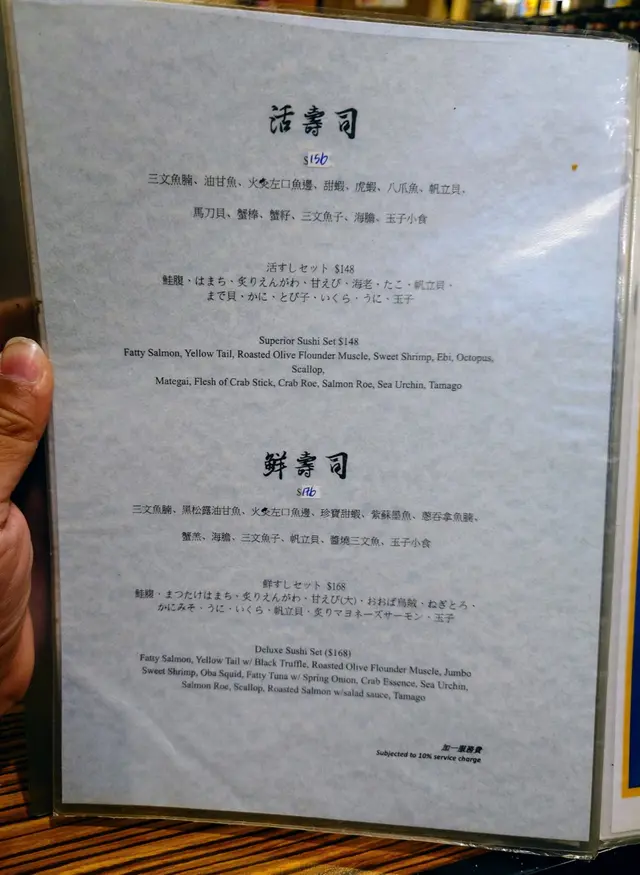 活壽司
$156
三文魚腩、油甘魚、火炙左口魚邊、甜蝦、虎蝦、八爪魚、帆立貝、
馬刀貝、蟹棒、蟹籽、三文魚子、海膽、玉子小食
活すしセット $148
鮭腹・はまち・炙りえんがわ・甘えび・海老・たこ・帆立貝・
まで貝・かに・とび子・いくら・うに・玉子
Superior Sushi Set $148
Fatty Salmon, Yellow Tail, Roasted Olive Flounder Muscle, Sweet Shrimp, Ebi, Octopus,
Scallop,
Mategai, Flesh of Crab Stick, Crab Roe, Salmon Roe, Sea Urchin, Tamago
鮮壽司
$176
三文魚腩、黑松露油甘魚、火炙左口魚邊、珍寶甜蝦、紫蘇墨魚、蔥吞拿魚腩、
蟹羔、海膽、三文魚子、帆立貝、醬燒三文魚、玉子小食
鮮すしセット $168
鮭腹・まつたけはまち・炙りえんがわ・甘えび(大)・おおば烏賊・ねぎとろ・
かにみそ・うに・いくら・帆立貝・炙りマヨネーズサーモン・玉子
Deluxe Sushi Set ($168)
Fatty Salmon, Yellow Tail w/ Black Truffle, Roasted Olive Flounder Muscle, Jumbo
Sweet Shrimp, Oba Squid, Fatty Tuna w/ Spring Onion, Crab Essence, Sea Urchin,
Salmon Roe, Scallop, Roasted Salmon w/salad sauce, Tamago
加一服務費
Subjected to 10% service charge